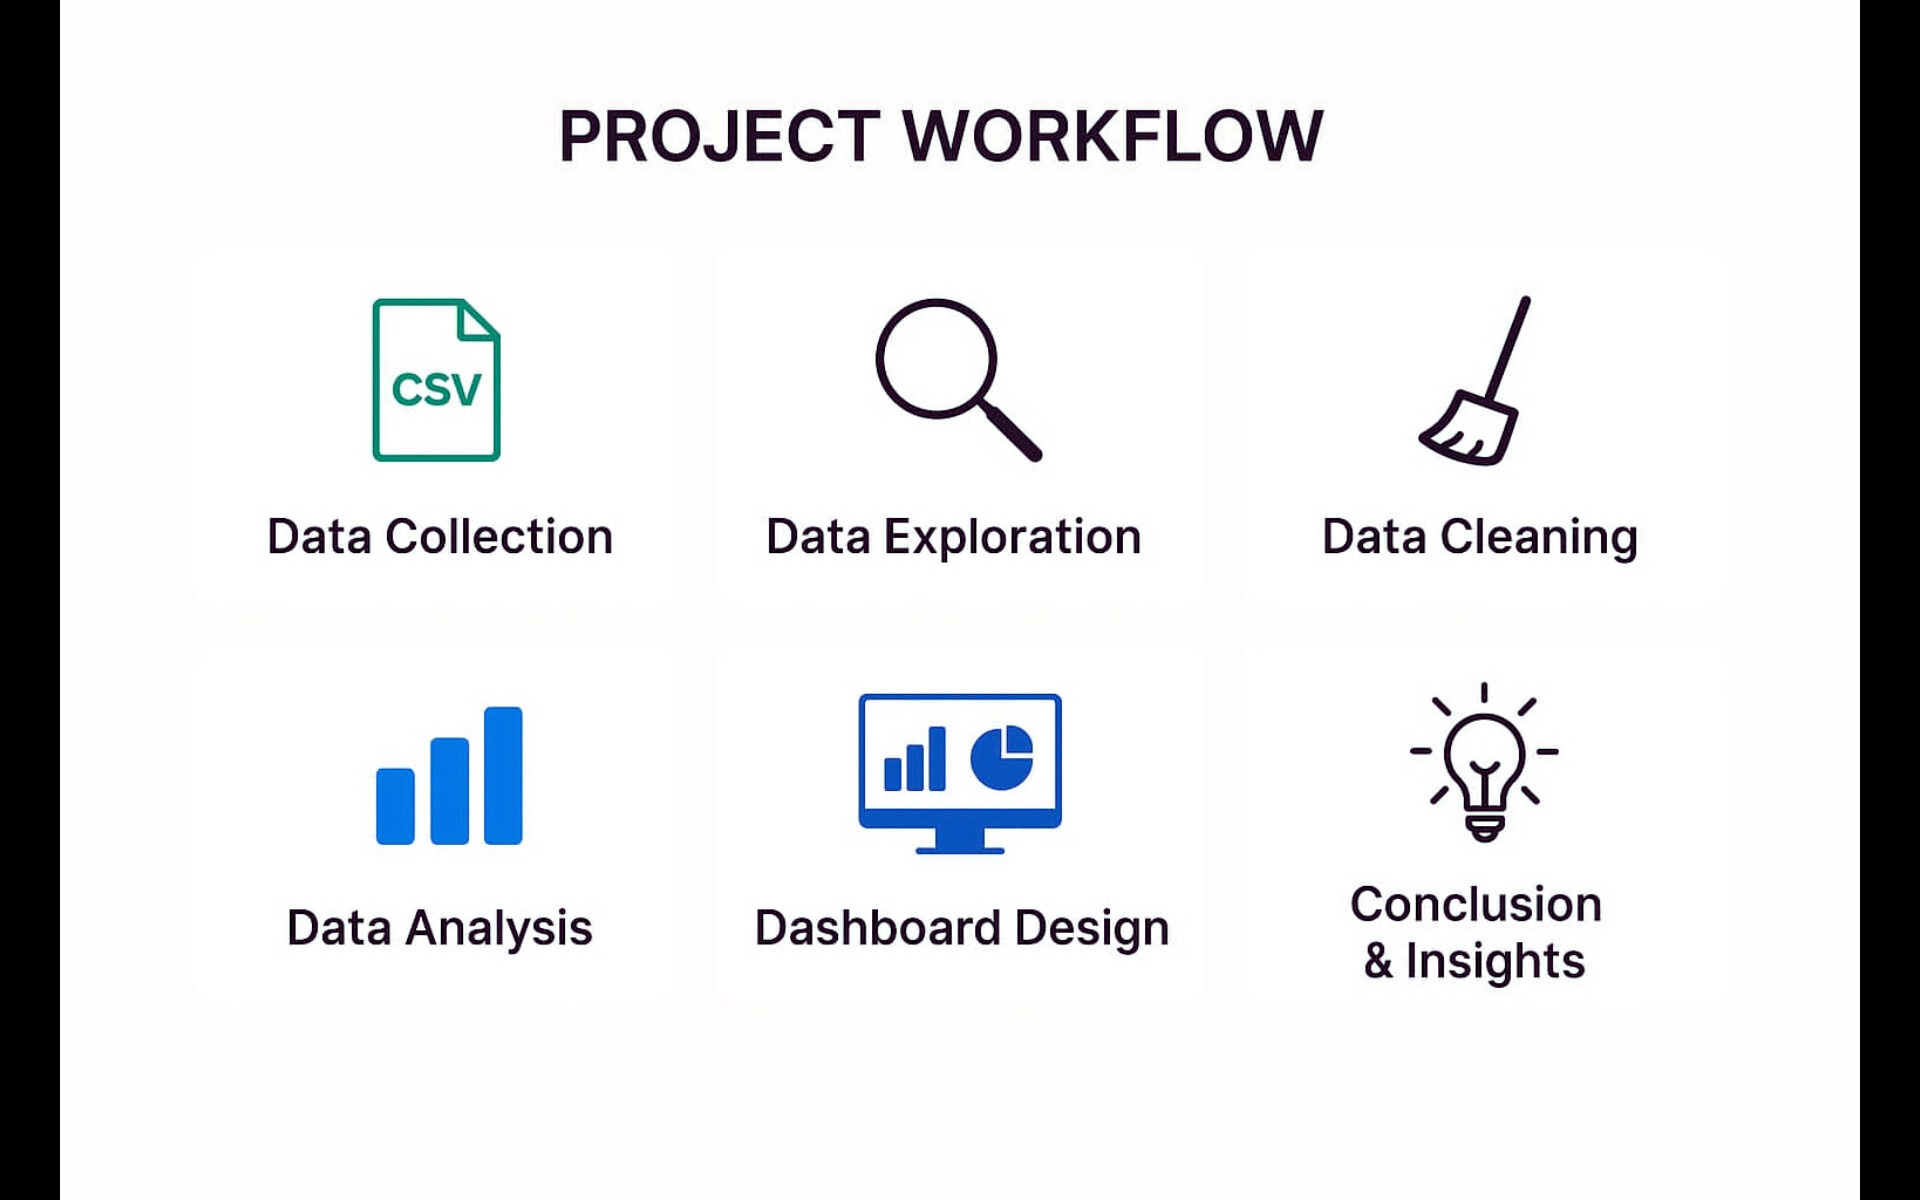 PROJECT WORKFLOW
CSV
Data Collection
Data Exploration
Data Cleaning
Data Analysis
Dashboard Design
Conclusion
& Insights